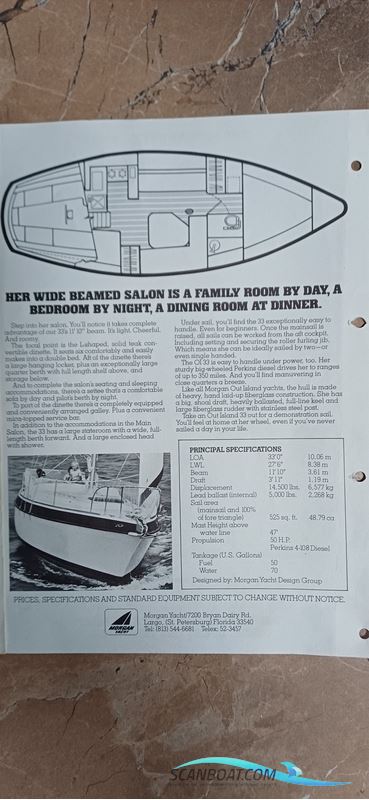 HER WIDE BEAMED SALON IS A FAMILY ROOM BY DAY, A
BEDROOM BY NIGHT, A DINING ROOM AT DINNER.
Step into her salon. You'll notice it takes complete
advantage of our 33's 11'10" beam. It's light. Cheerful.
And roomy.
The focal point is the L-shaped, solid teak con-
vertible dinette. It seats six comfortably and easily
makes into a double bed. Aft of the dinette there's
a large hanging locker, plus an exceptionally large
quarter berth with full length shelf above, and
storage below.
And to complete the salon's seating and sleeping
accommodations, there's a settee that's a comfortable
sofa by day and pilot's berth by night.
To port of the dinette there's a completely equipped
and conveniently arranged galley. Plus a convenient
mica-topped service bar.
In addition to the accommodations in the Main
Salon, the 33 has a large stateroom with a wide, full-
length berth forward. And a large enclosed head
with shower.
Under sail, you'll find the 33 exceptionally easy to
handle. Even for beginners. Once the mainsail is
raised, all sails can be worked from the aft cockpit.
Including setting and securing the roller furling jib.
Which means she can be ideally sailed by two—or
even single handed.
The OI 33 is easy to handle under power, too. Her
sturdy big-wheeled Perkins diesel drives her to ranges
of up to 350 miles. And you'll find maneuvering in
close quarters a breeze.
Like all Morgan Out Island yachts, the hull is made
of heavy, hand laid-up fiberglass construction. She has
a big, shoal draft, heavily ballasted, full-line keel and
large fiberglass rudder with stainless steel post.
Take an Out Island 33 out for a demonstration sail.
You'll feel at home at her wheel, even if you've never
sailed a day in your life.
PRINCIPAL SPECIFICATIONS
LOA 33'0" 10.06 m
LWL 27'6" 8.38 m
Beam 11'10" 3.61 m
Draft 3'11" 1.19 m
Displacement 14,500 lbs. 6,577 kg
Lead ballast (internal) 5,000 lbs. 2,268 kg
Sail area
(mainsail and 100%
of fore triangle) 525 sq. ft. 48.79 ca
Mast Height above
water line 47'
Propulsion 50 H.P.
Perkins 4-108 Diesel
Tankage (U.S. Gallons)
Fuel 50
Water 70
Designed by: Morgan Yacht Design Group
PRICES, SPECIFICATIONS AND STANDARD EQUIPMENT SUBJECT TO CHANGE WITHOUT NOTICE.
MORGAN
YACHT
Morgan Yacht/7200 Bryan Dairy Rd.
Largo, (St. Petersburg) Florida 33540
Tel: (813) 544-6681 Telex: 52-3457
SCANBOAT.COM